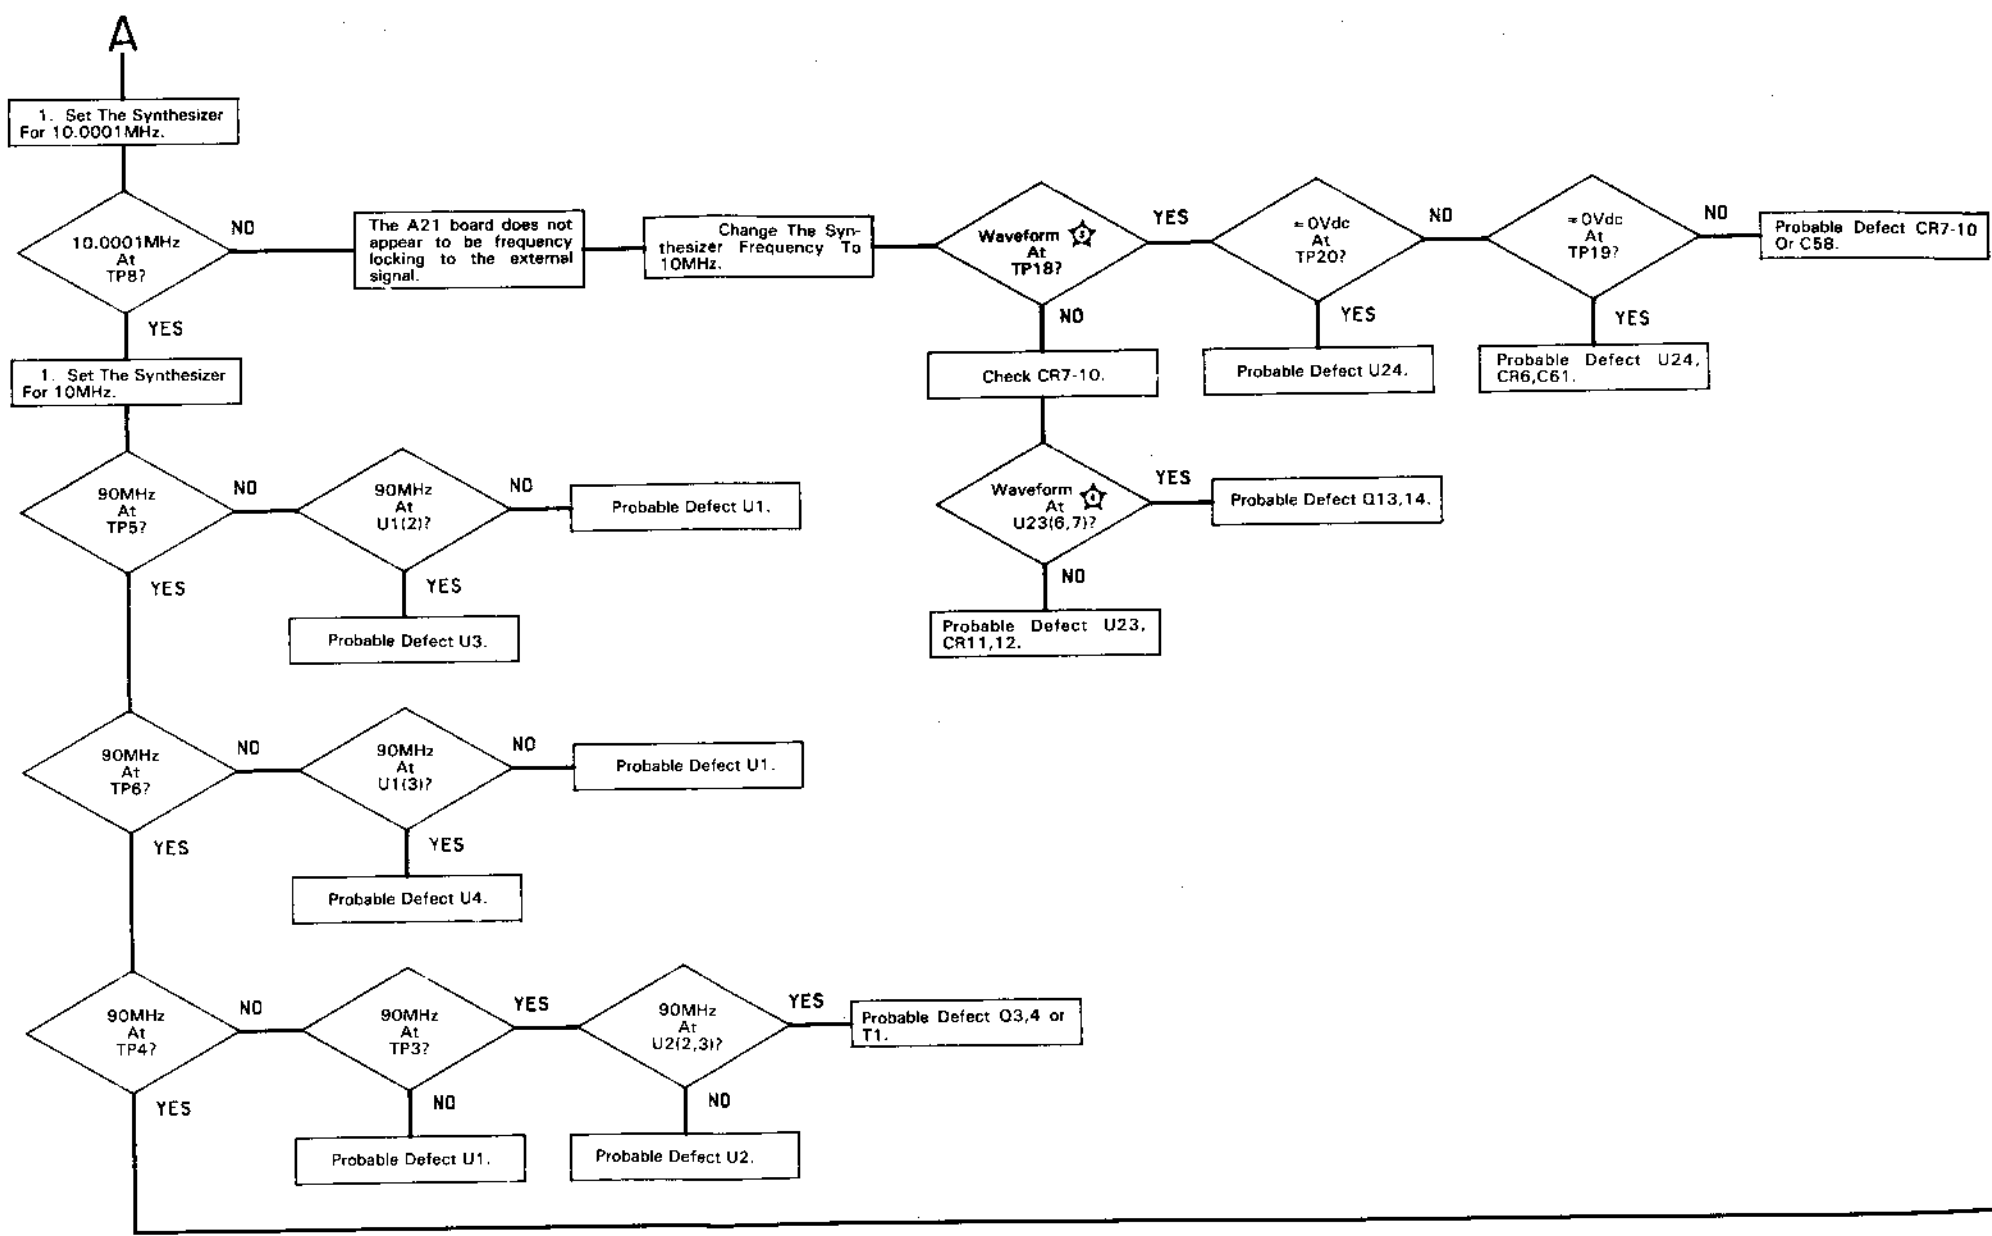 A
1. Set The Synthesizer
For 10.0001MHz.
10.0001MHz
At
TP8?
NO
The A21 board does not
appear to be frequency
locking to the external
signal.
Change The Syn-
thesizer Frequency To
10MHz.
Waveform
At
TP18?
YES
≈0Vdc
At
TP20?
NO
≈0Vdc
At
TP19?
NO
Probable Defect CR7-10
Or C58.
YES
NO
YES
YES
1. Set The Synthesizer
For 10MHz.
Check CR7-10.
Probable Defect U24.
Probable Defect U24,
CR6,C61.
90MHz
At
TP5?
NO
90MHz
At
U1(2)?
NO
Probable Defect U1.
Waveform 4
At
U23(6,7)?
YES
Probable Defect Q13,14.
YES
YES
NO
Probable Defect U3.
Probable Defect U23,
CR11,12.
90MHz
At
TP6?
NO
90MHz
At
U1(3)?
NO
Probable Defect U1.
YES
YES
Probable Defect U4.
90MHz
At
TP4?
NO
90MHz
At
TP3?
YES
90MHz
At
U2(2,3)?
YES
Probable Defect Q3,4 or
T1.
YES
NO
NO
Probable Defect U1.
Probable Defect U2.